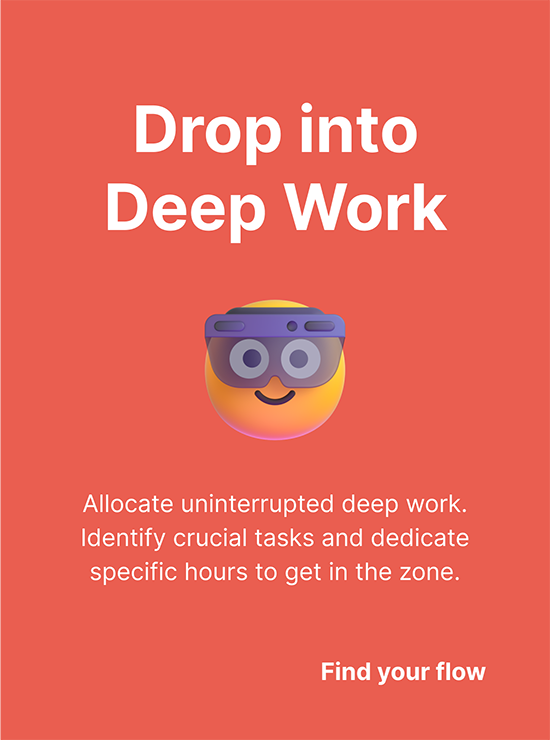 Drop into
Deep Work
Allocate uninterrupted deep work.
Identify crucial tasks and dedicate
specific hours to get in the zone.
Find your flow